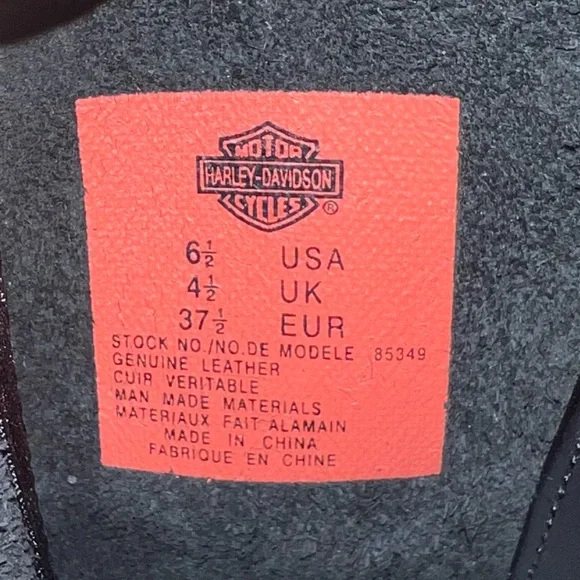 MOTOR
HARLEY-DAVIDSON
CYCLES ®
6½ USA
4½ UK
37½ EUR
STOCK NO./NO.DE MODELE 85349
GENUINE LEATHER
CUIR VERITABLE
MAN MADE MATERIALS
MATERIAUX FAIT ALAMAIN
MADE IN CHINA
FABRIQUE EN CHINE